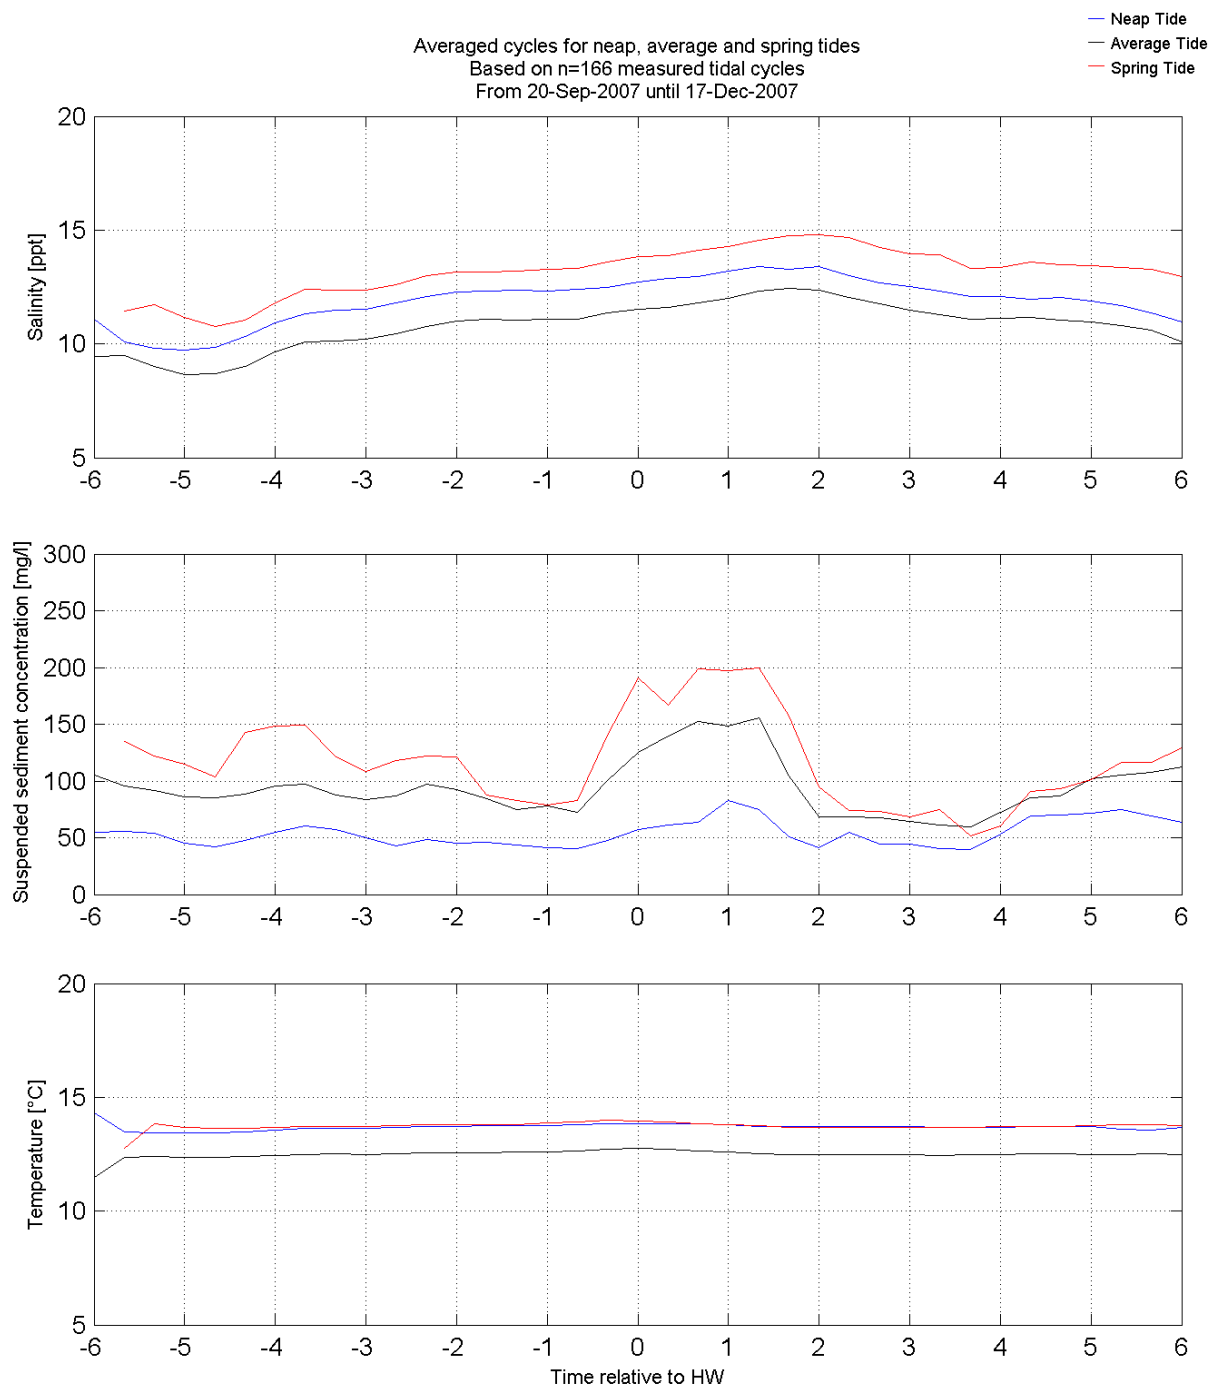 Neap Tide
Average Tide
Spring Tide
Averaged cycles for neap, average and spring tides
Based on n=166 measured tidal cycles
From 20-Sep-2007 until 17-Dec-2007
Salinity [ppt]
20
15
10
5
-6 -5 -4 -3 -2 -1 0 1 2 3 4 5 6
Suspended sediment concentration [mg/l]
300
250
200
150
100
50
0
-6 -5 -4 -3 -2 -1 0 1 2 3 4 5 6
Temperature [°C]
20
15
10
5
-6 -5 -4 -3 -2 -1 0 1 2 3 4 5 6
Time relative to HW